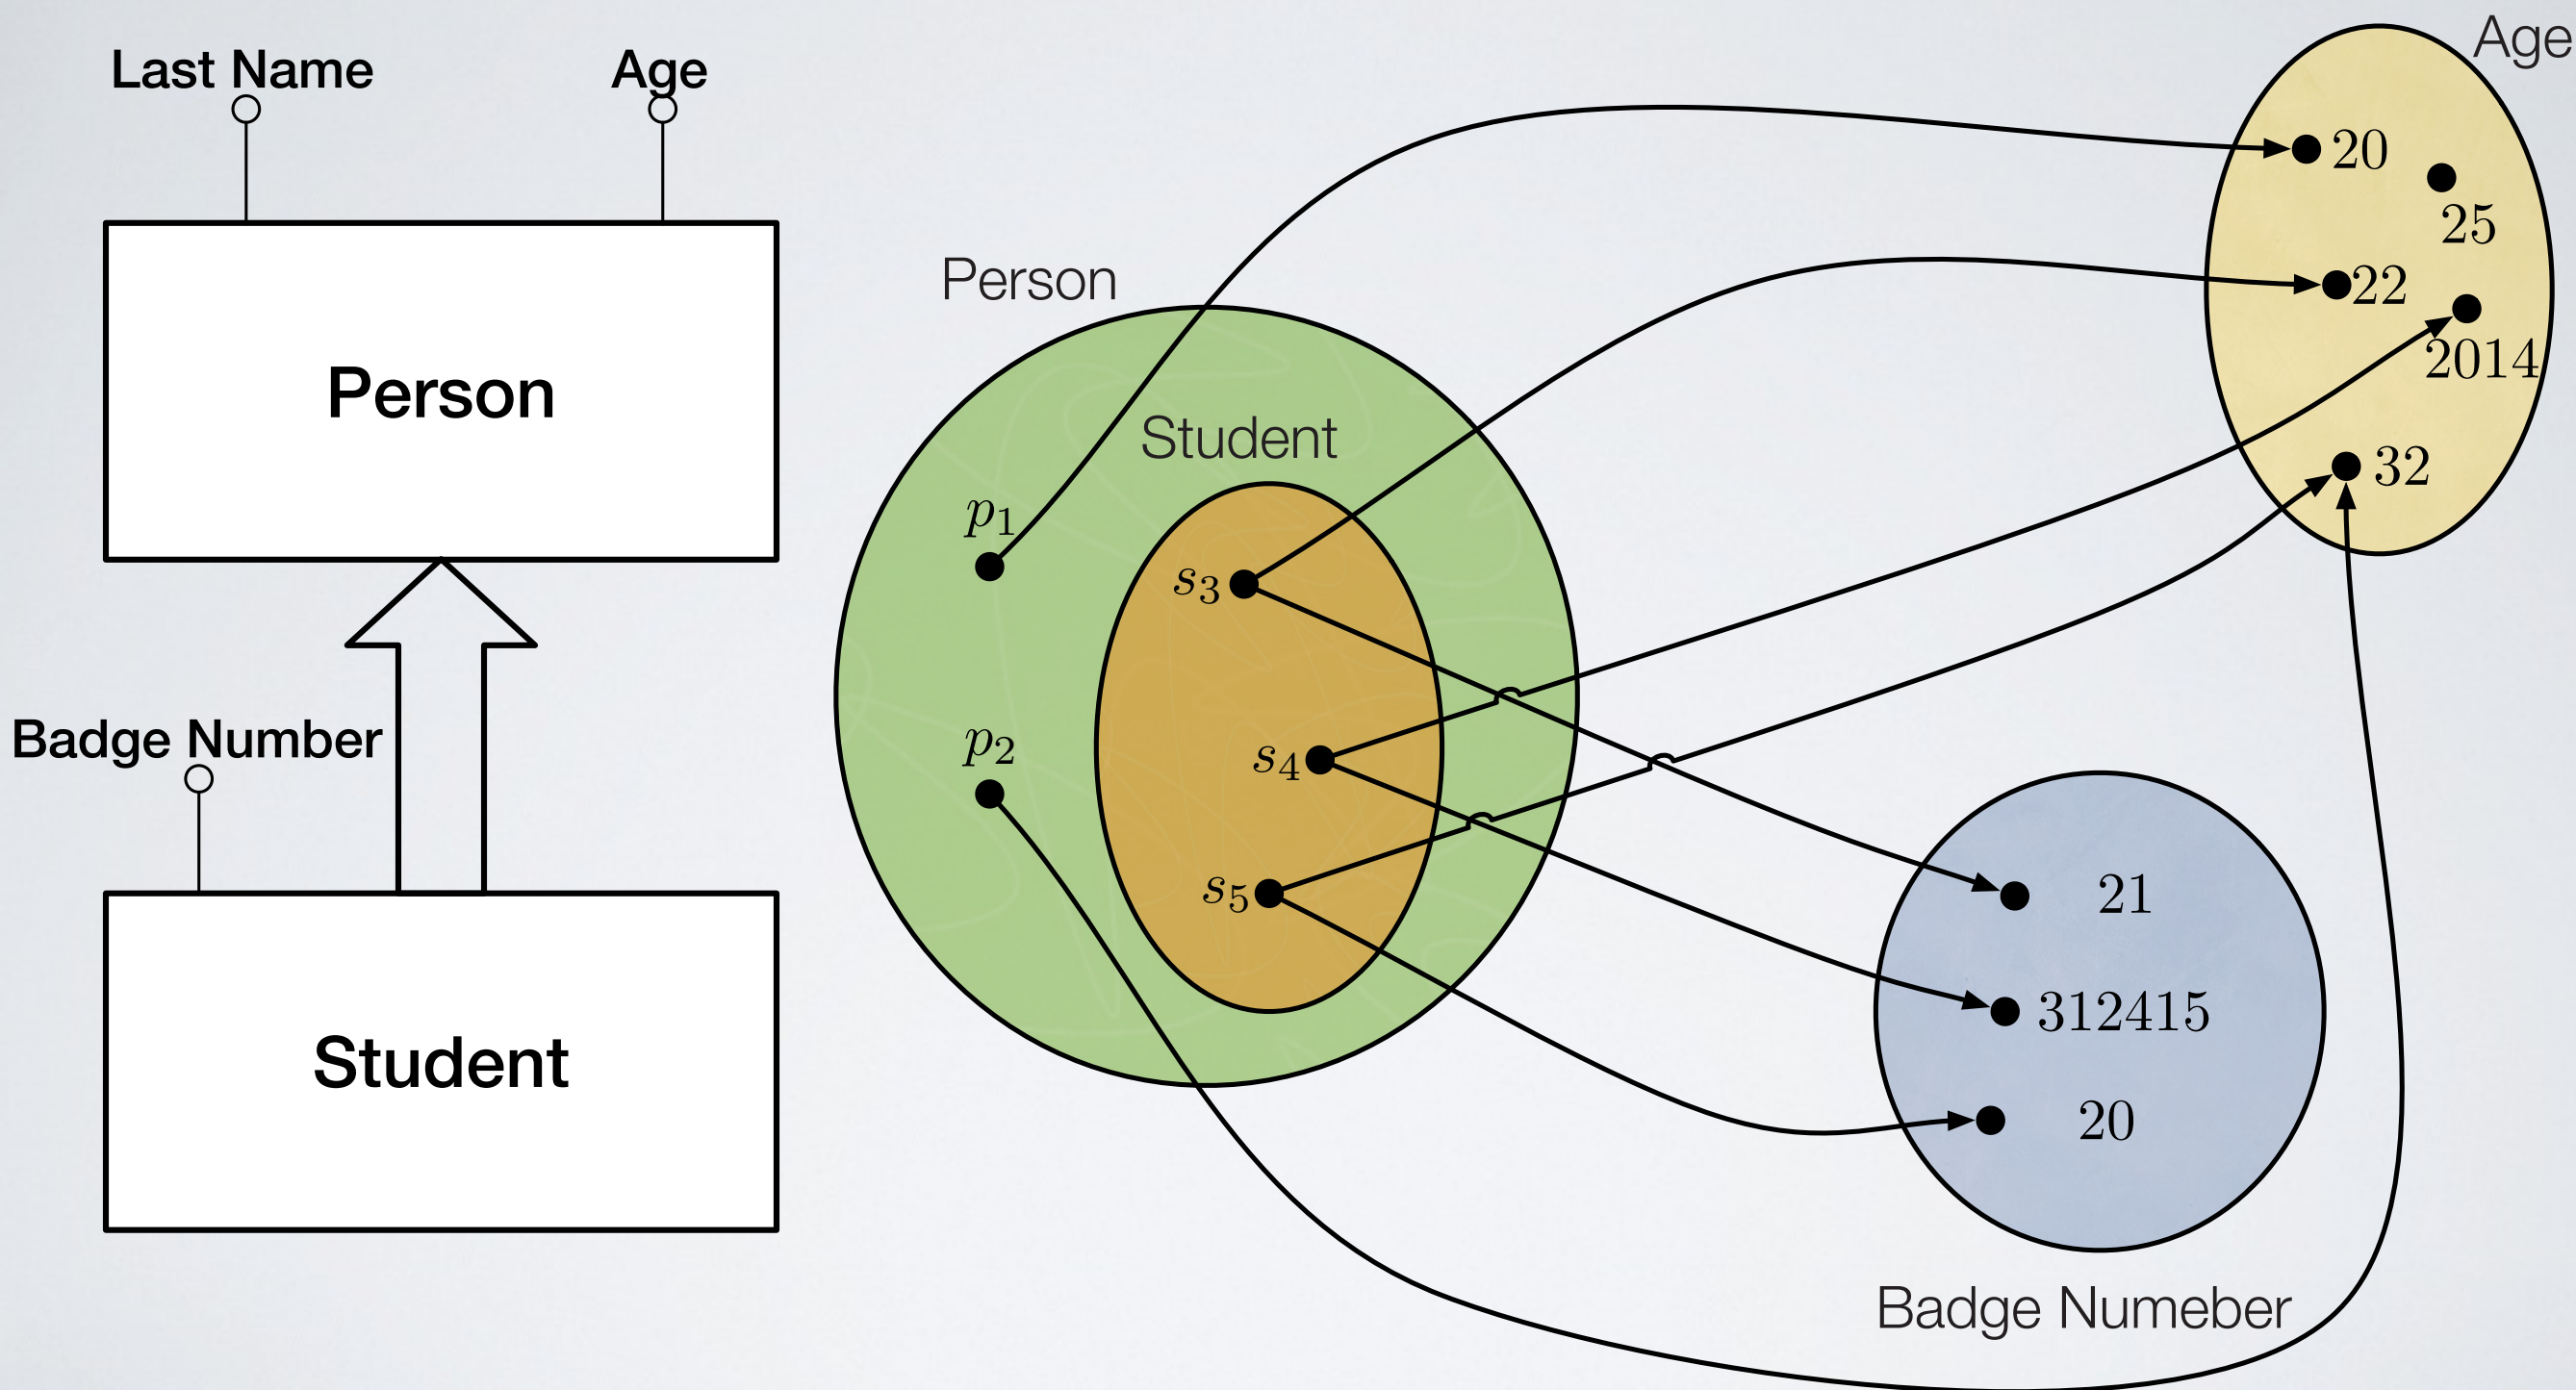 Last Name
Age
Person
Badge Number
Student
Person
Student
p1
p2
s3
s4
s5
Age
20
25
22
2014
32
21
312415
20
Badge Numeber